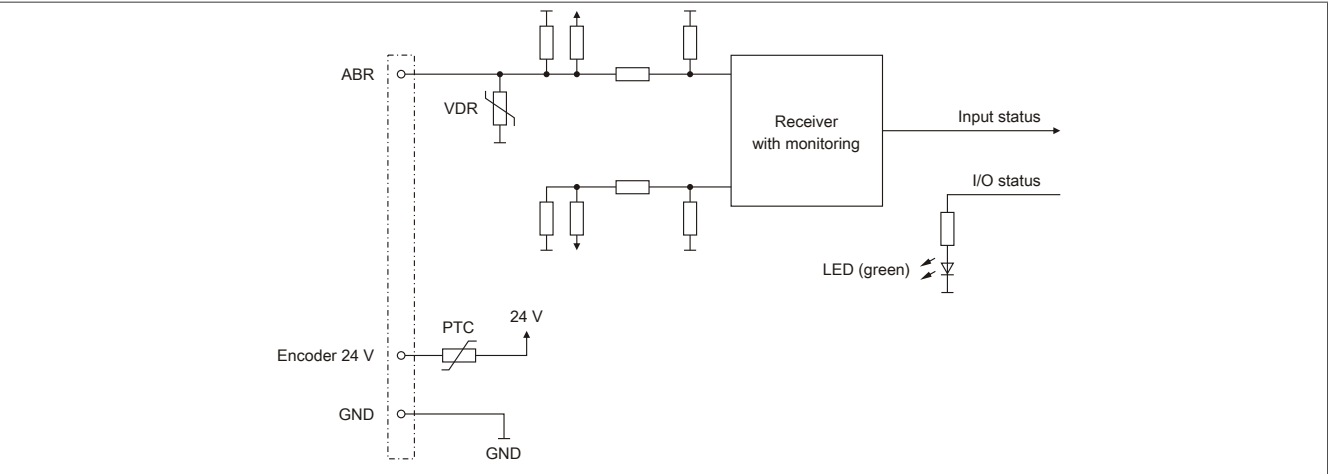 ABR
VDR
Receiver
with monitoring
Input status
I/O status
LED (green)
24 V
PTC
Encoder 24 V
GND
GND